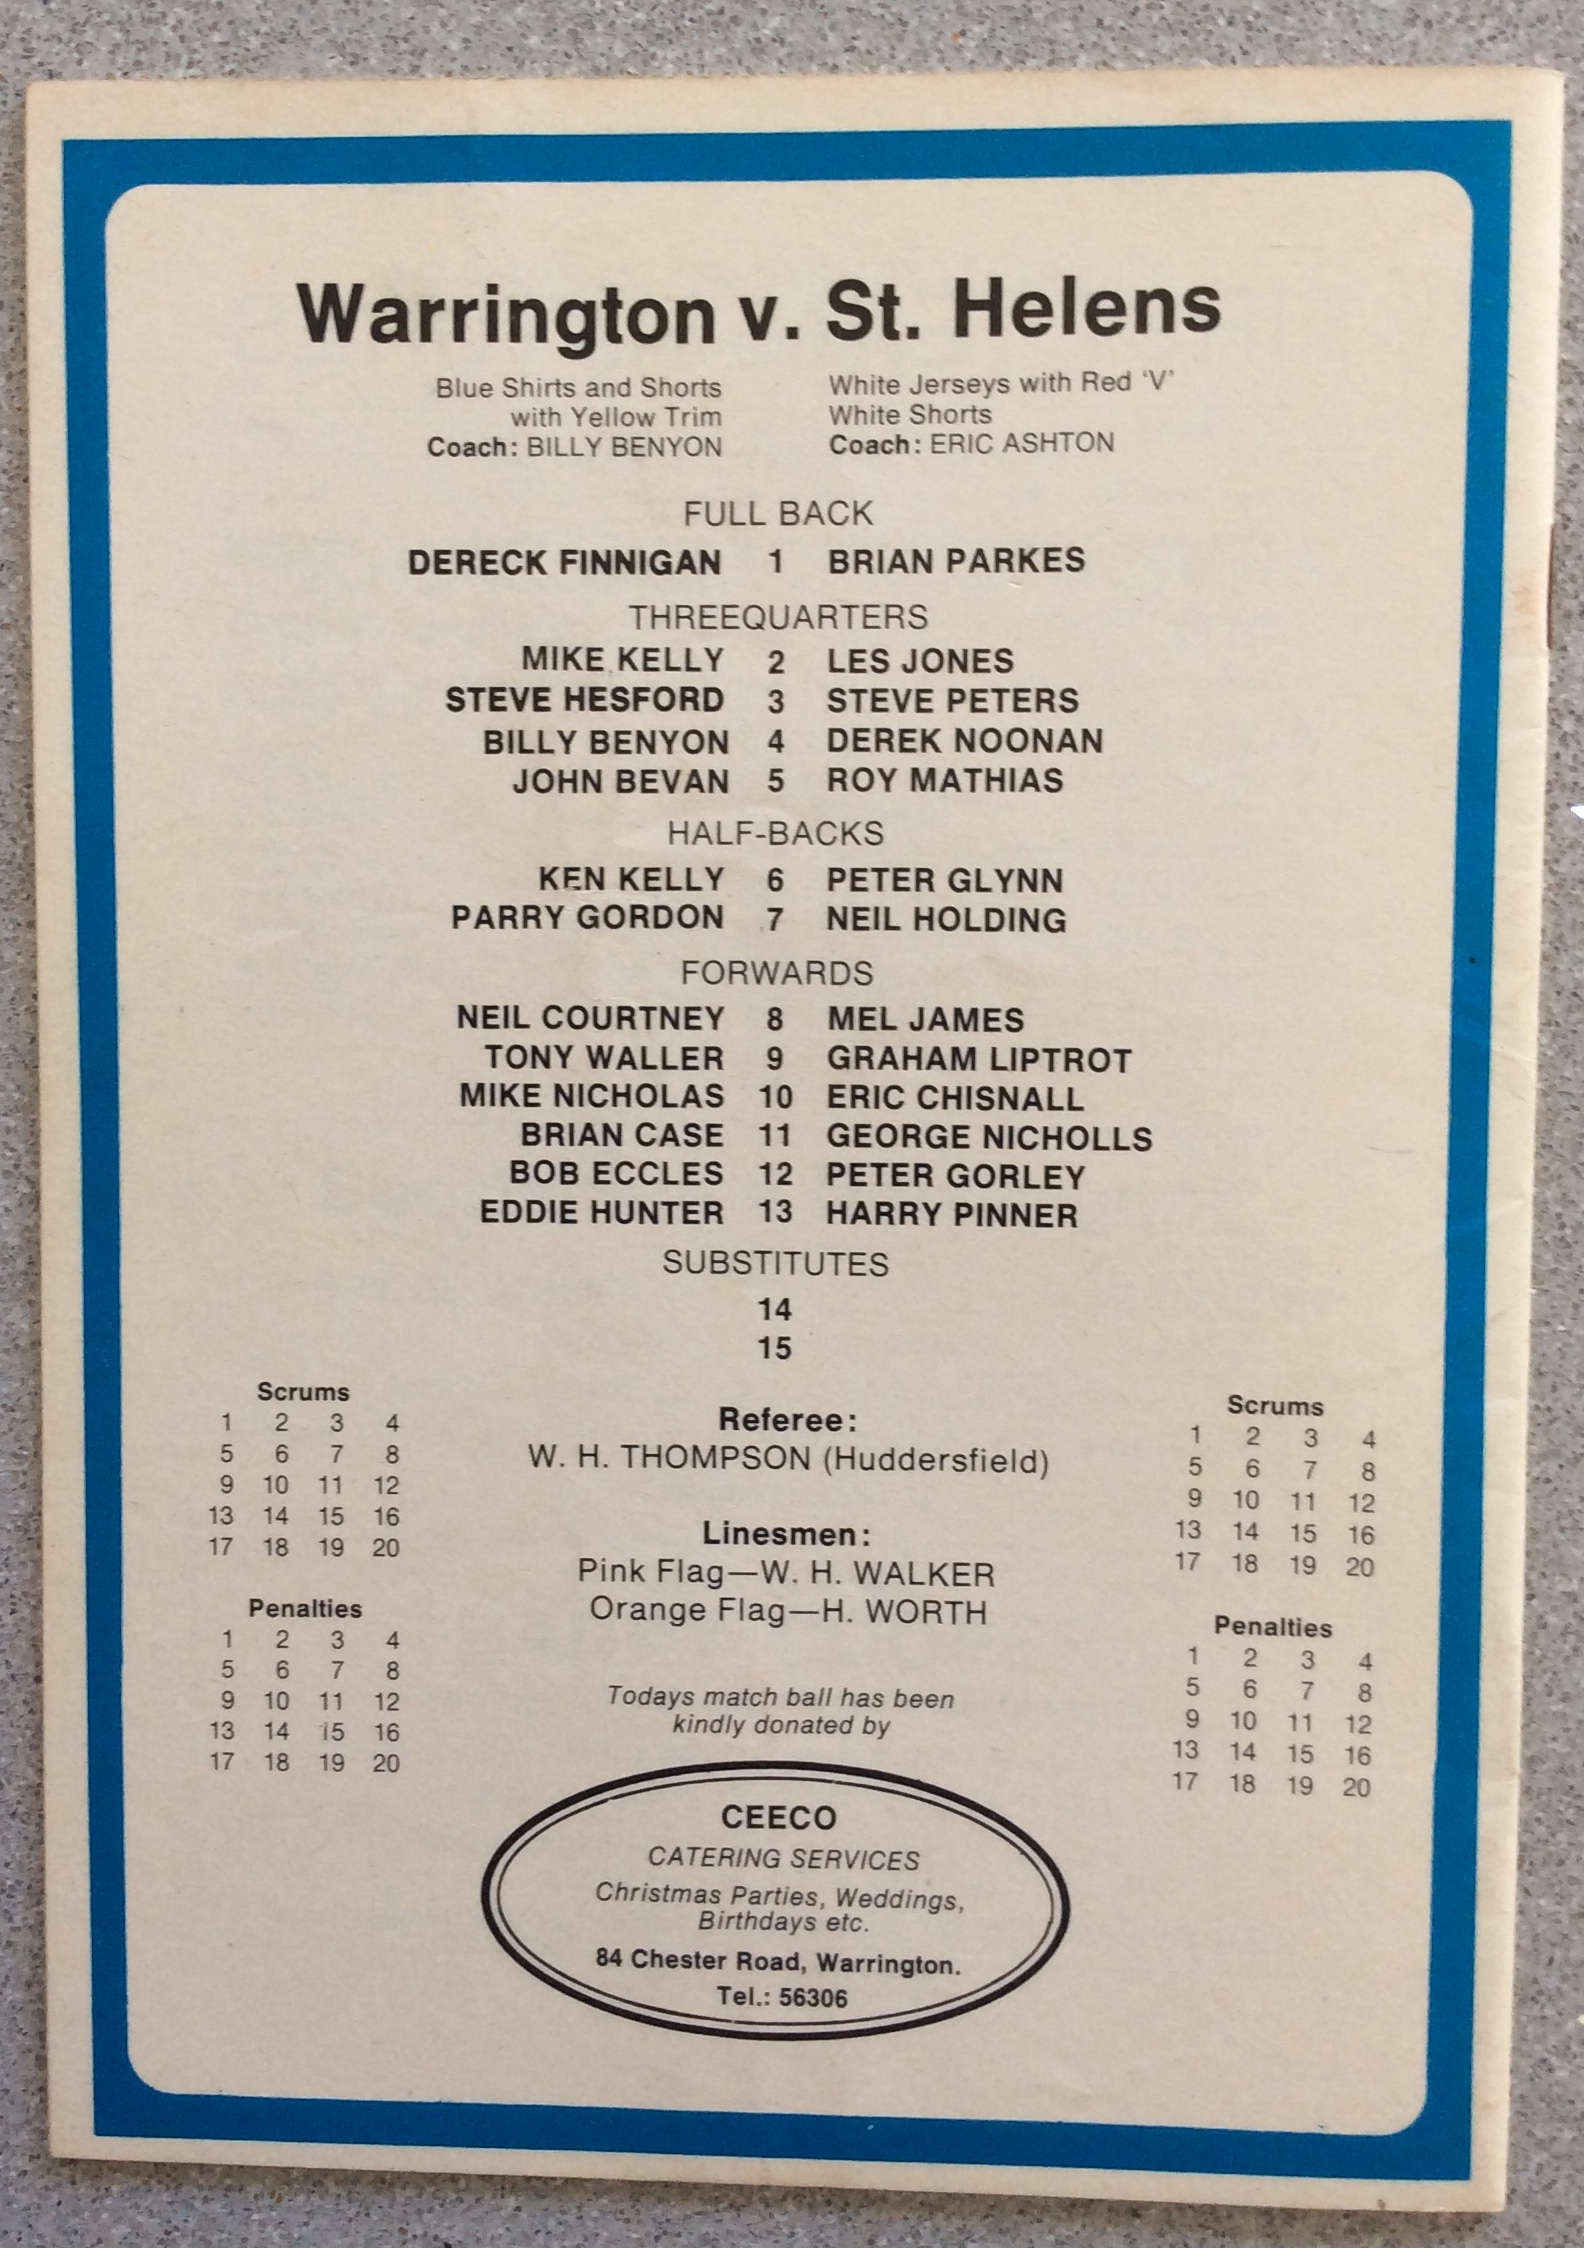 Warrington v. St. Helens
Blue Shirts and Shorts
with Yellow Trim
Coach: BILLY BENYON
White Jerseys with Red ‘V’
White Shorts
Coach: ERIC ASHTON
FULL BACK
DERECK FINNIGAN 1 BRIAN PARKES
THREEQUARTERS
MIKE KELLY 2 LES JONES
STEVE HESFORD 3 STEVE PETERS
BILLY BENYON 4 DEREK NOONAN
JOHN BEVAN 5 ROY MATHIAS
HALF-BACKS
KEN KELLY 6 PETER GLYNN
PARRY GORDON 7 NEIL HOLDING
FORWARDS
NEIL COURTNEY 8 MEL JAMES
TONY WALLER 9 GRAHAM LIPTROT
MIKE NICHOLAS 10 ERIC CHISNALL
BRIAN CASE 11 GEORGE NICHOLLS
BOB ECCLES 12 PETER GORLEY
EDDIE HUNTER 13 HARRY PINNER
SUBSTITUTES
14
15
Scrums
1 2 3 4
5 6 7 8
9 10 11 12
13 14 15 16
17 18 19 20
Penalties
1 2 3 4
5 6 7 8
9 10 11 12
13 14 15 16
17 18 19 20
Referee:
W. H. THOMPSON (Huddersfield)
Linesmen:
Pink Flag—W. H. WALKER
Orange Flag—H. WORTH
Todays match ball has been
kindly donated by
CEECO
CATERING SERVICES
Christmas Parties, Weddings,
Birthdays etc.
84 Chester Road, Warrington.
Tel.: 56306
Scrums
1 2 3 4
5 6 7 8
9 10 11 12
13 14 15 16
17 18 19 20
Penalties
1 2 3 4
5 6 7 8
9 10 11 12
13 14 15 16
17 18 19 20